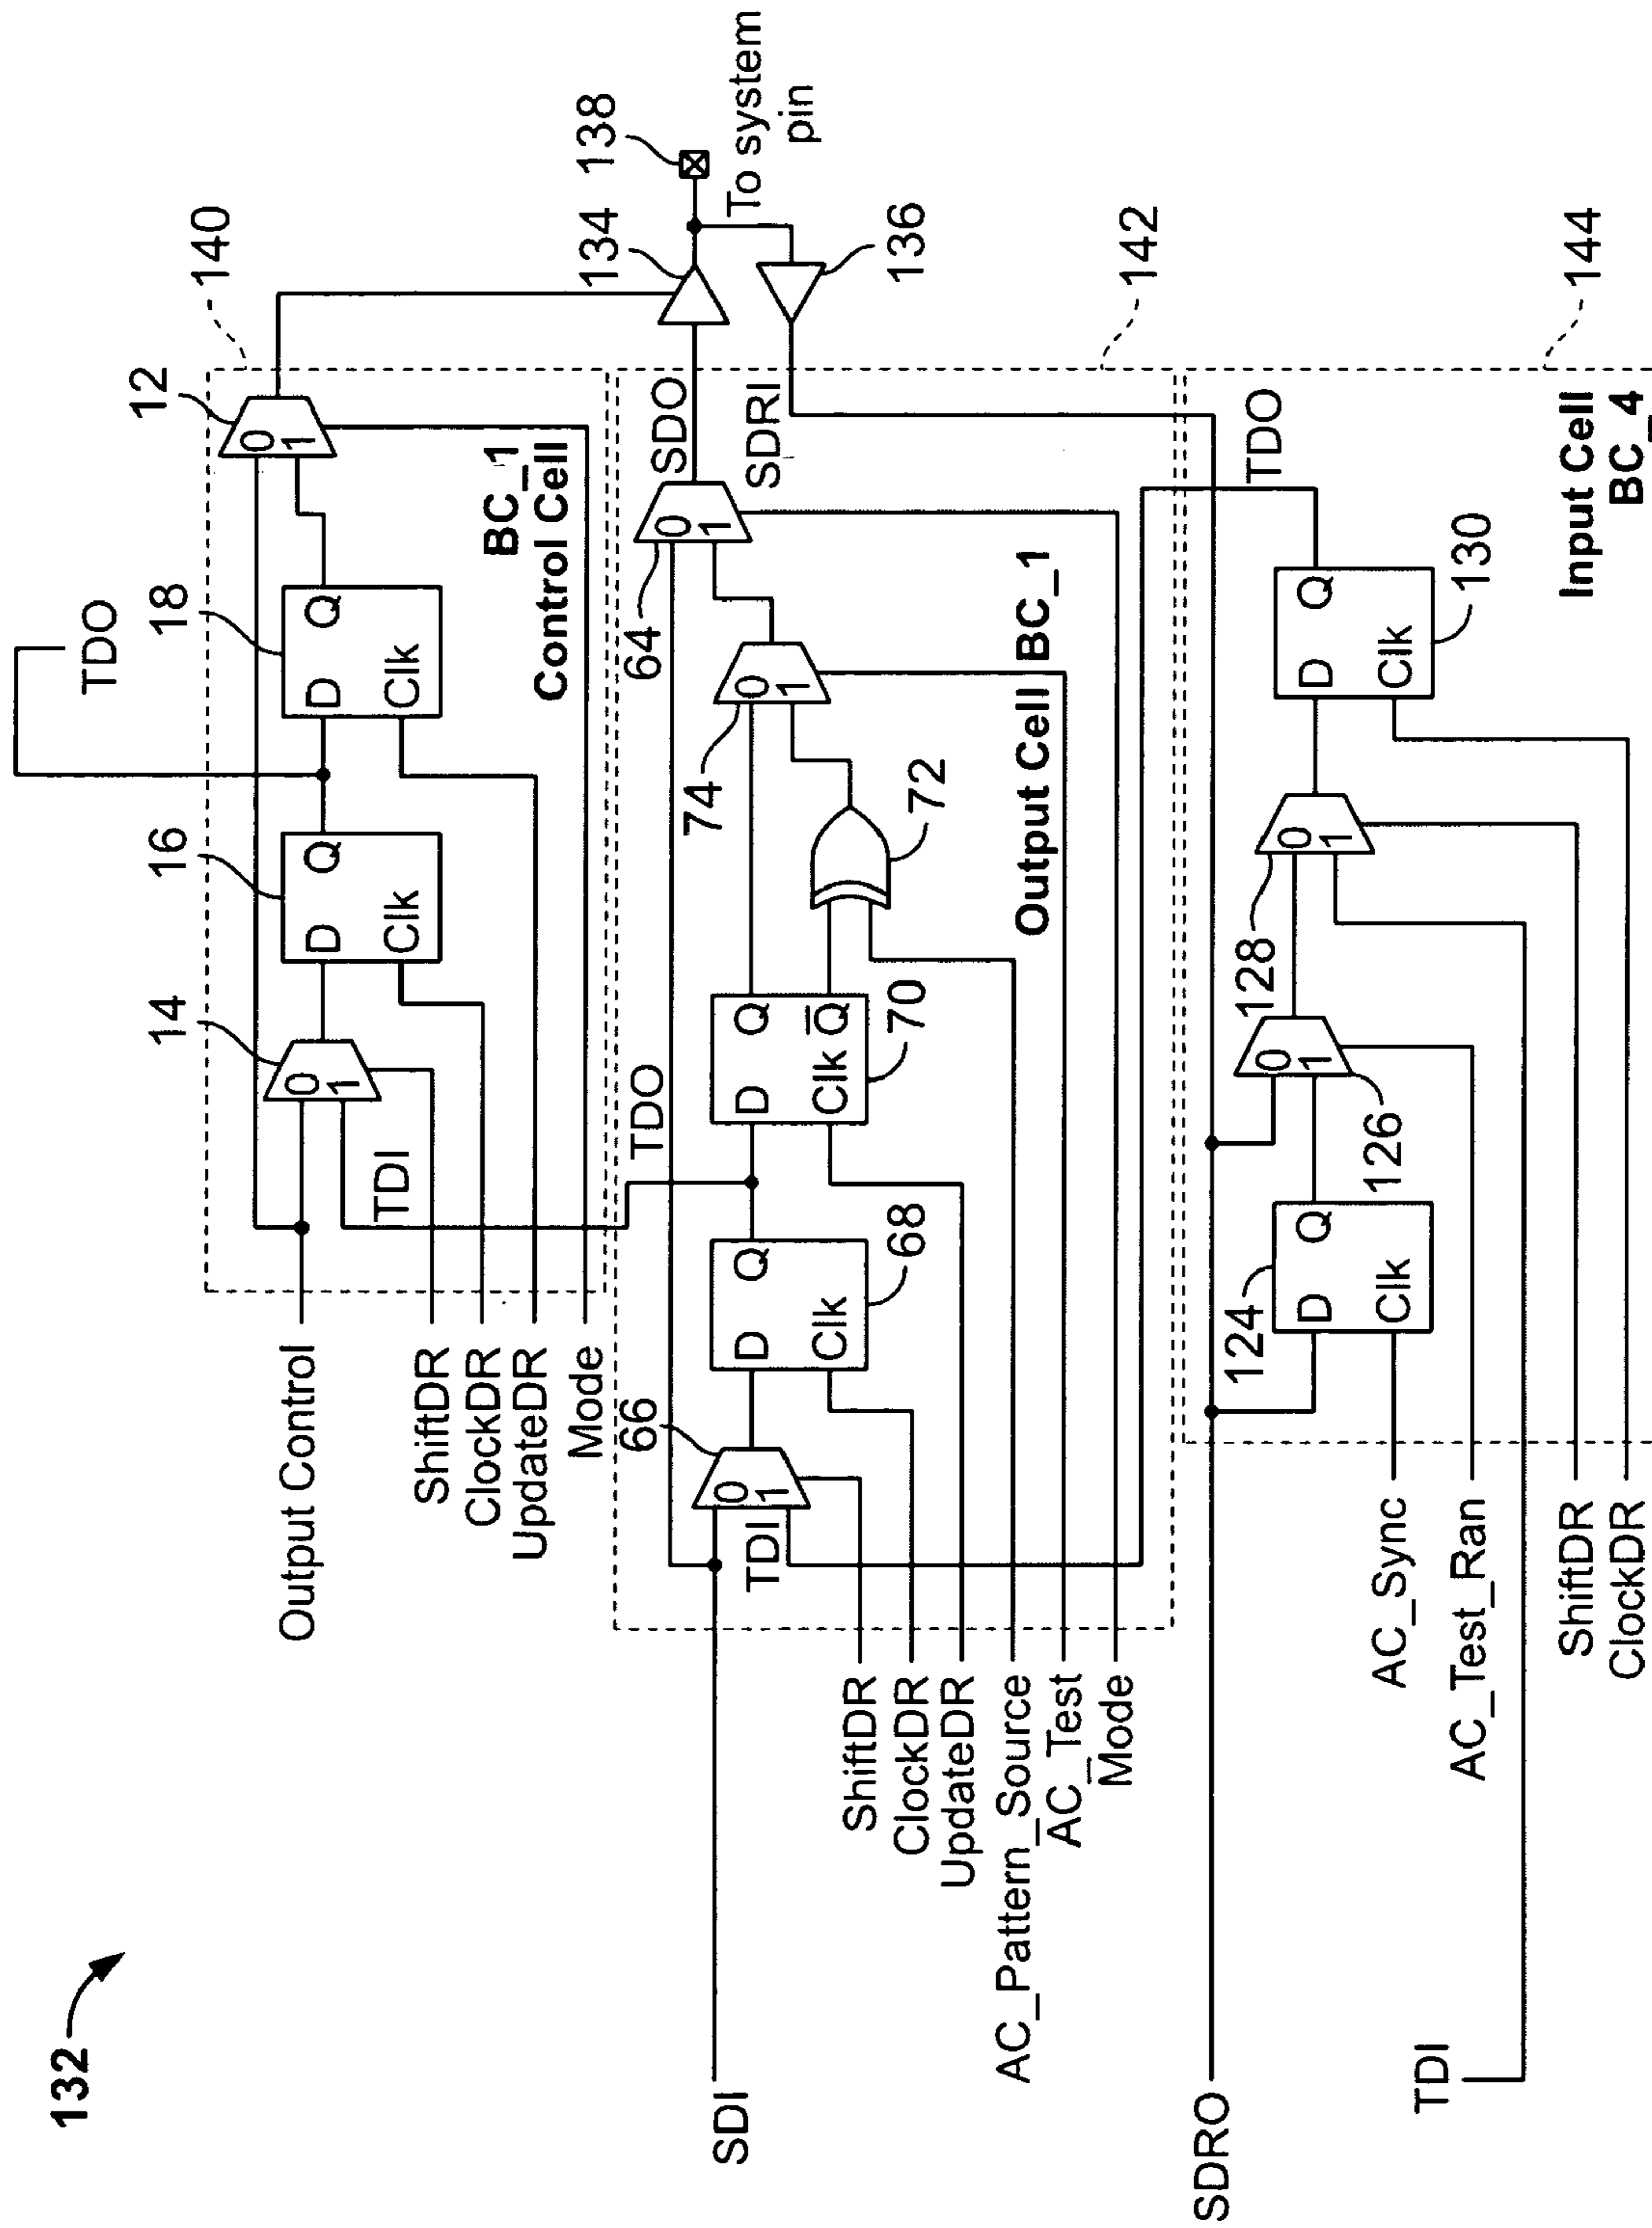 132
140
12
0
1
BC_1
Control Cell
TDO
18
D
Q
Clk
16
D
Q
Clk
14
0
1
TDI
Output Control
ShiftDR
ClockDR
UpdateDR
Mode
138
To system
pin
134
136
142
SDO
SDRI
64
0
1
74
0
1
72
Output Cell BC_1
TDO
D
Q
Clk
Q
70
D
Q
Clk
68
66
0
1
TDI
SDI
ShiftDR
ClockDR
UpdateDR
AC_Pattern_Source
AC_Test
Mode
144
TDO
Input Cell
BC_4
D
Q
Clk
130
128
0
1
126
0
1
124
D
Q
Clk
SDRO
AC_Sync
AC_Test_Ran
TDI
ShiftDR
ClockDR